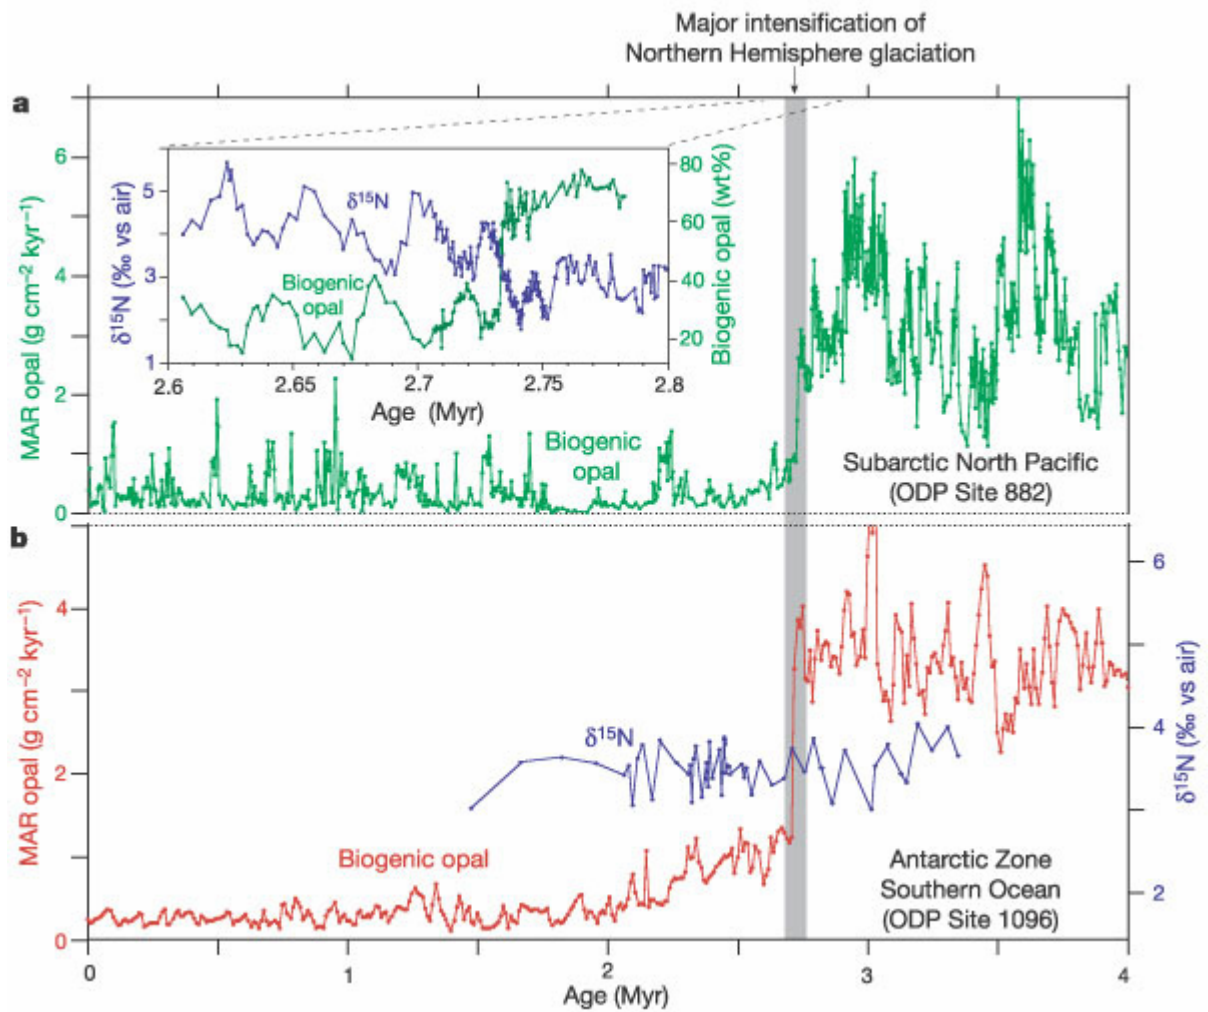 Major intensification of
Northern Hemisphere glaciation
a
MAR opal (g cm⁻² kyr⁻¹)
6
4
2
0
δ¹⁵N (‰ vs air)
5
3
1
δ¹⁵N
Biogenic
opal
80
60
40
20
Biogenic opal (wt%)
2.6
2.65
2.7
2.75
2.8
Age (Myr)
Biogenic
opal
Subarctic North Pacific
(ODP Site 882)
b
MAR opal (g cm⁻² kyr⁻¹)
4
2
0
δ¹⁵N
Biogenic opal
6
4
2
δ¹⁵N (‰ vs air)
Antarctic Zone
Southern Ocean
(ODP Site 1096)
0
1
2
3
4
Age (Myr)